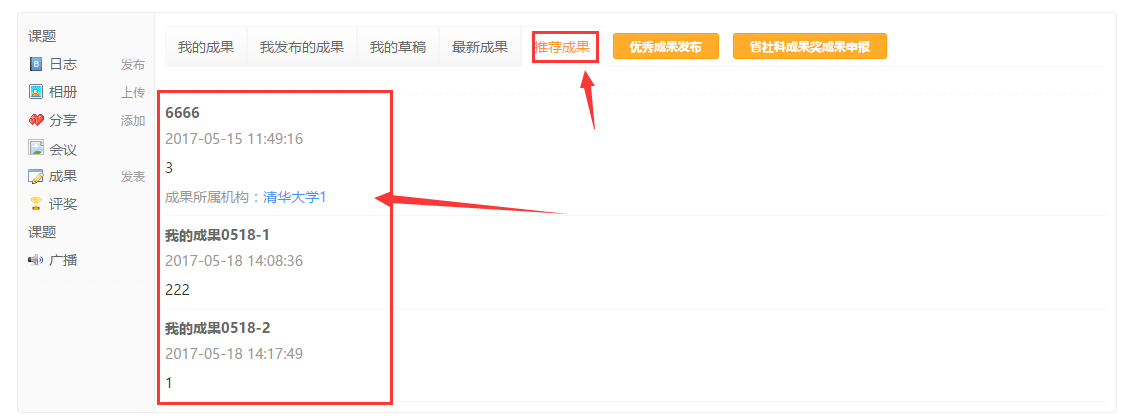 课题
日志 发布
相册 上传
分享 添加
会议
成果 发表
评奖
课题
广播
我的成果 我发布的成果 我的草稿 最新成果 推荐成果 优秀成果发布 省社科成果奖成果申报
6666
2017-05-15 11:49:16
3
成果所属机构：清华大学1
我的成果0518-1
2017-05-18 14:08:36
222
我的成果0518-2
2017-05-18 14:17:49
1